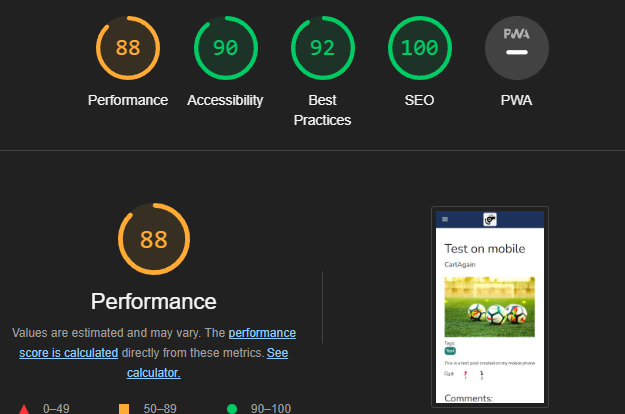 88
90
92
100
PWA
Performance
Accessibility
Best
Practices
SEO
PWA
88
Performance
Values are estimated and may vary. The performance
score is calculated directly from these metrics. See
calculator.
0–49
50–89
90–100
Test on mobile
CarlAgain
Tags:
Test
This is a test post created on my mobile phone
Comments: